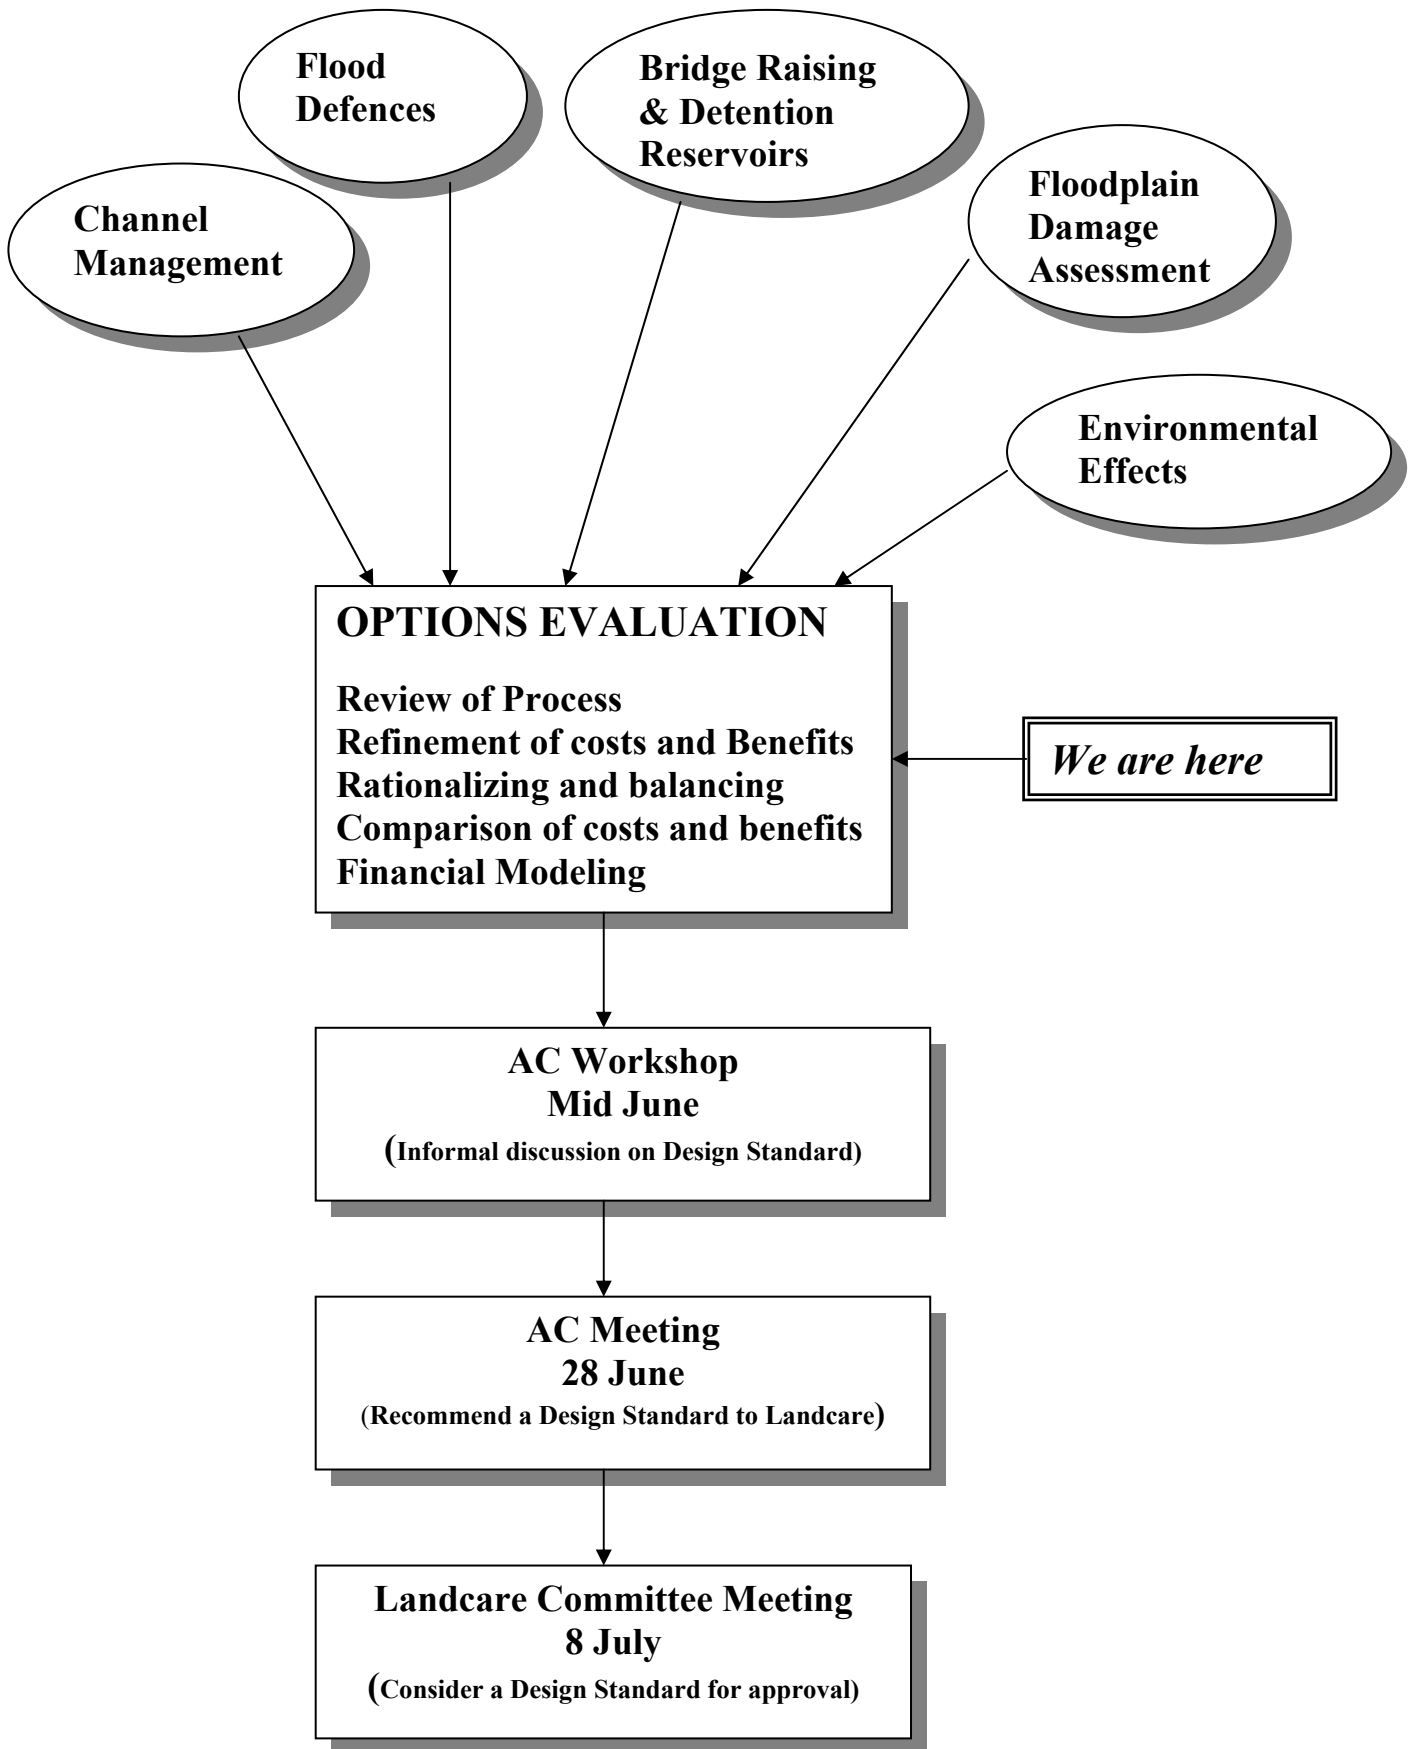 Flood
Defences
Bridge Raising
& Detention
Reservoirs
Channel
Management
Floodplain
Damage
Assessment
Environmental
Effects
OPTIONS EVALUATION
Review of Process
Refinement of costs and Benefits
Rationalizing and balancing
Comparison of costs and benefits
Financial Modeling
We are here
AC Workshop
Mid June
(Informal discussion on Design Standard)
AC Meeting
28 June
(Recommend a Design Standard to Landcare)
Landcare Committee Meeting
8 July
(Consider a Design Standard for approval)